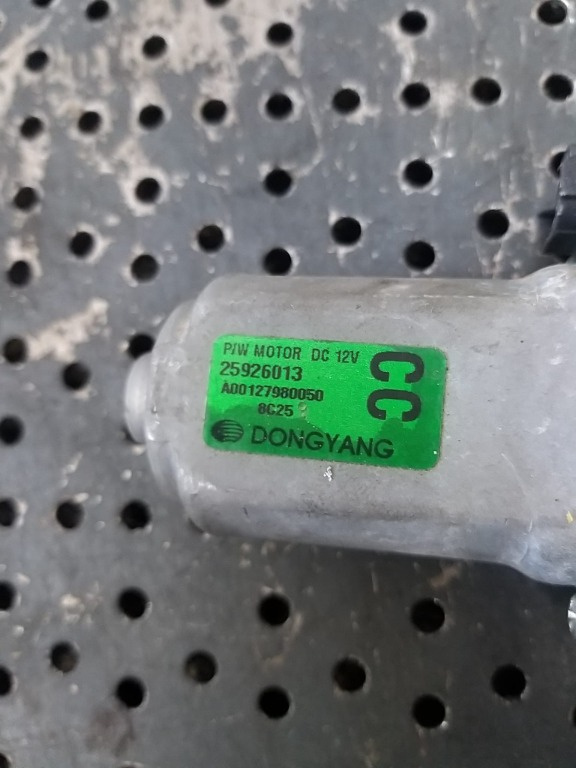 P/W MOTOR DC 12V
25926013
A00127980050
8C25
DONGYANG
CC